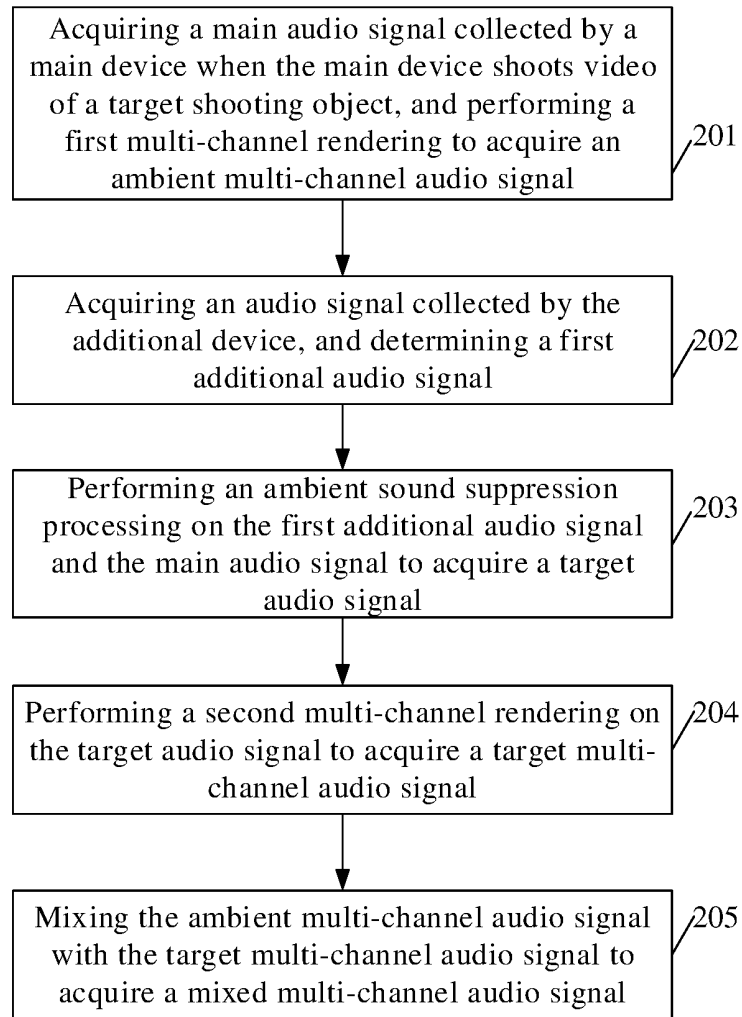 Acquiring a main audio signal collected by a
main device when the main device shoots video
of a target shooting object, and performing a
first multi-channel rendering to acquire an
ambient multi-channel audio signal
201
Acquiring an audio signal collected by the
additional device, and determining a first
additional audio signal
202
Performing an ambient sound suppression
processing on the first additional audio signal
and the main audio signal to acquire a target
audio signal
203
Performing a second multi-channel rendering on
the target audio signal to acquire a target multi-
channel audio signal
204
Mixing the ambient multi-channel audio signal
with the target multi-channel audio signal to
acquire a mixed multi-channel audio signal
205